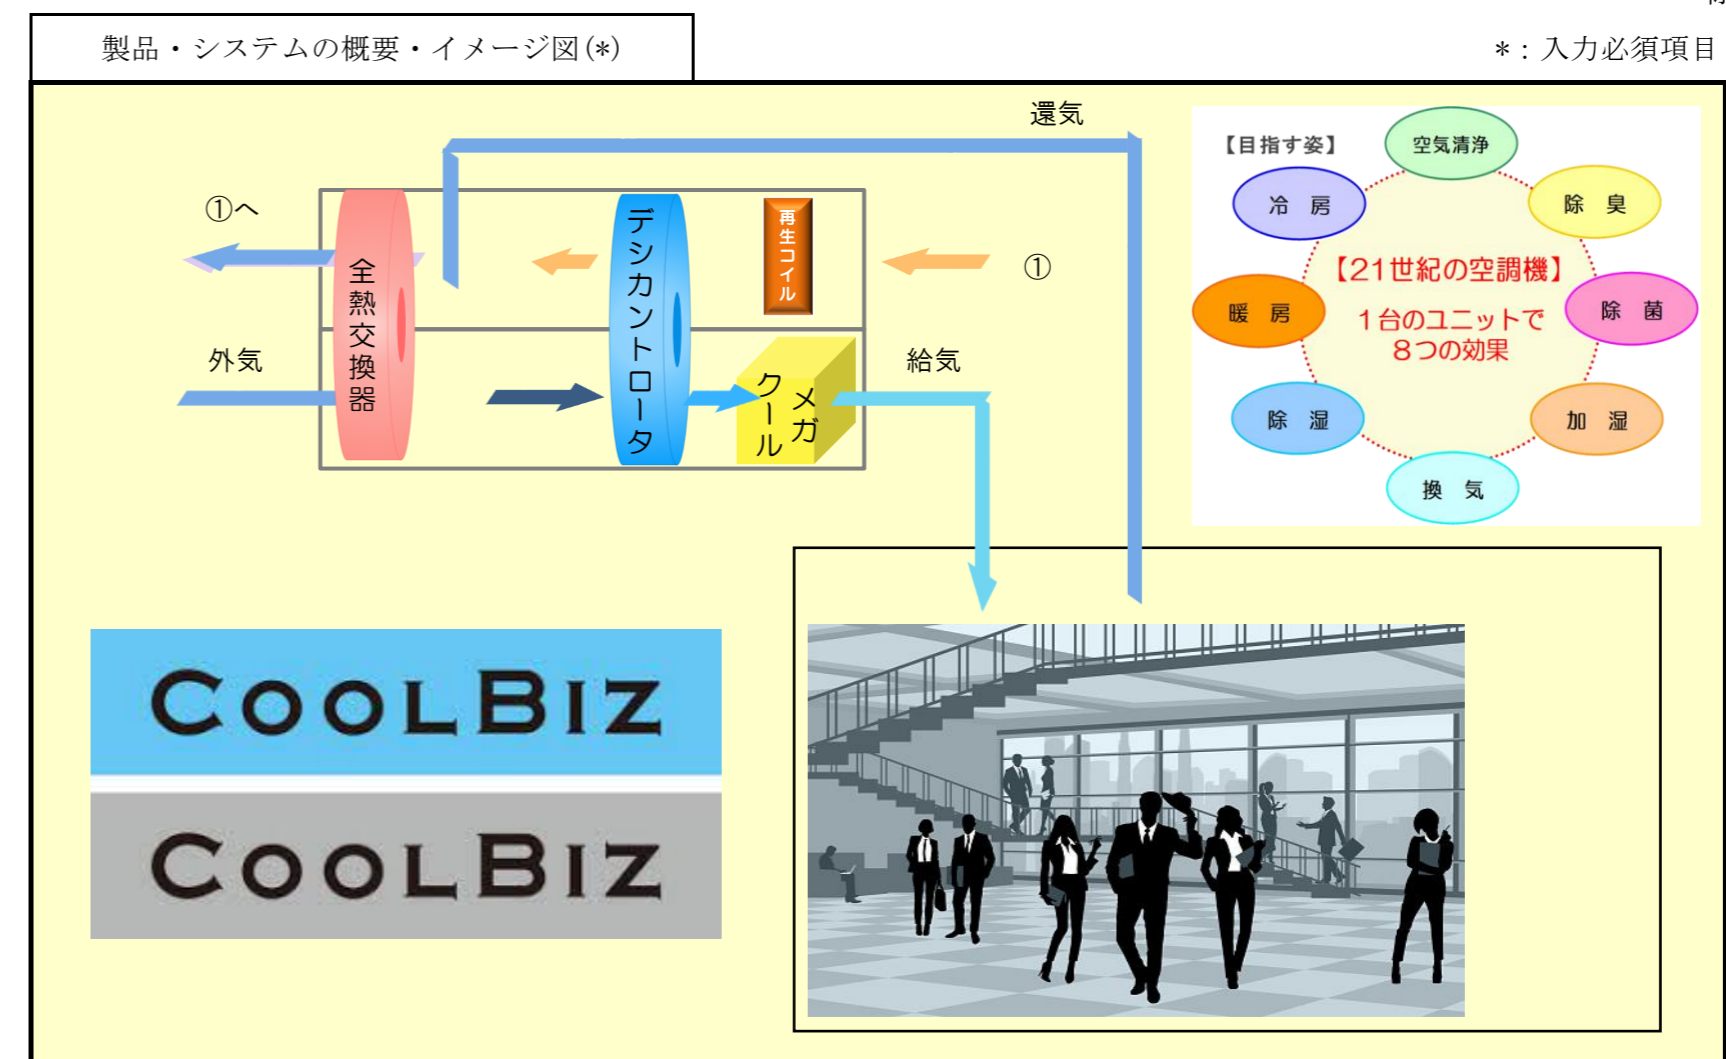 製品・システムの概要・イメージ図(*)
*：入力必須項目
還気
①へ
全熱交換器
デシカントロータ
再生コイル
①
外気
メガクール
給気
【目指す姿】
空気清浄
冷 房
除 臭
【21世紀の空調機】
暖 房
除 菌
1台のユニットで
8つの効果
除 湿
加 湿
換 気
COOLBIZ
COOLBIZ